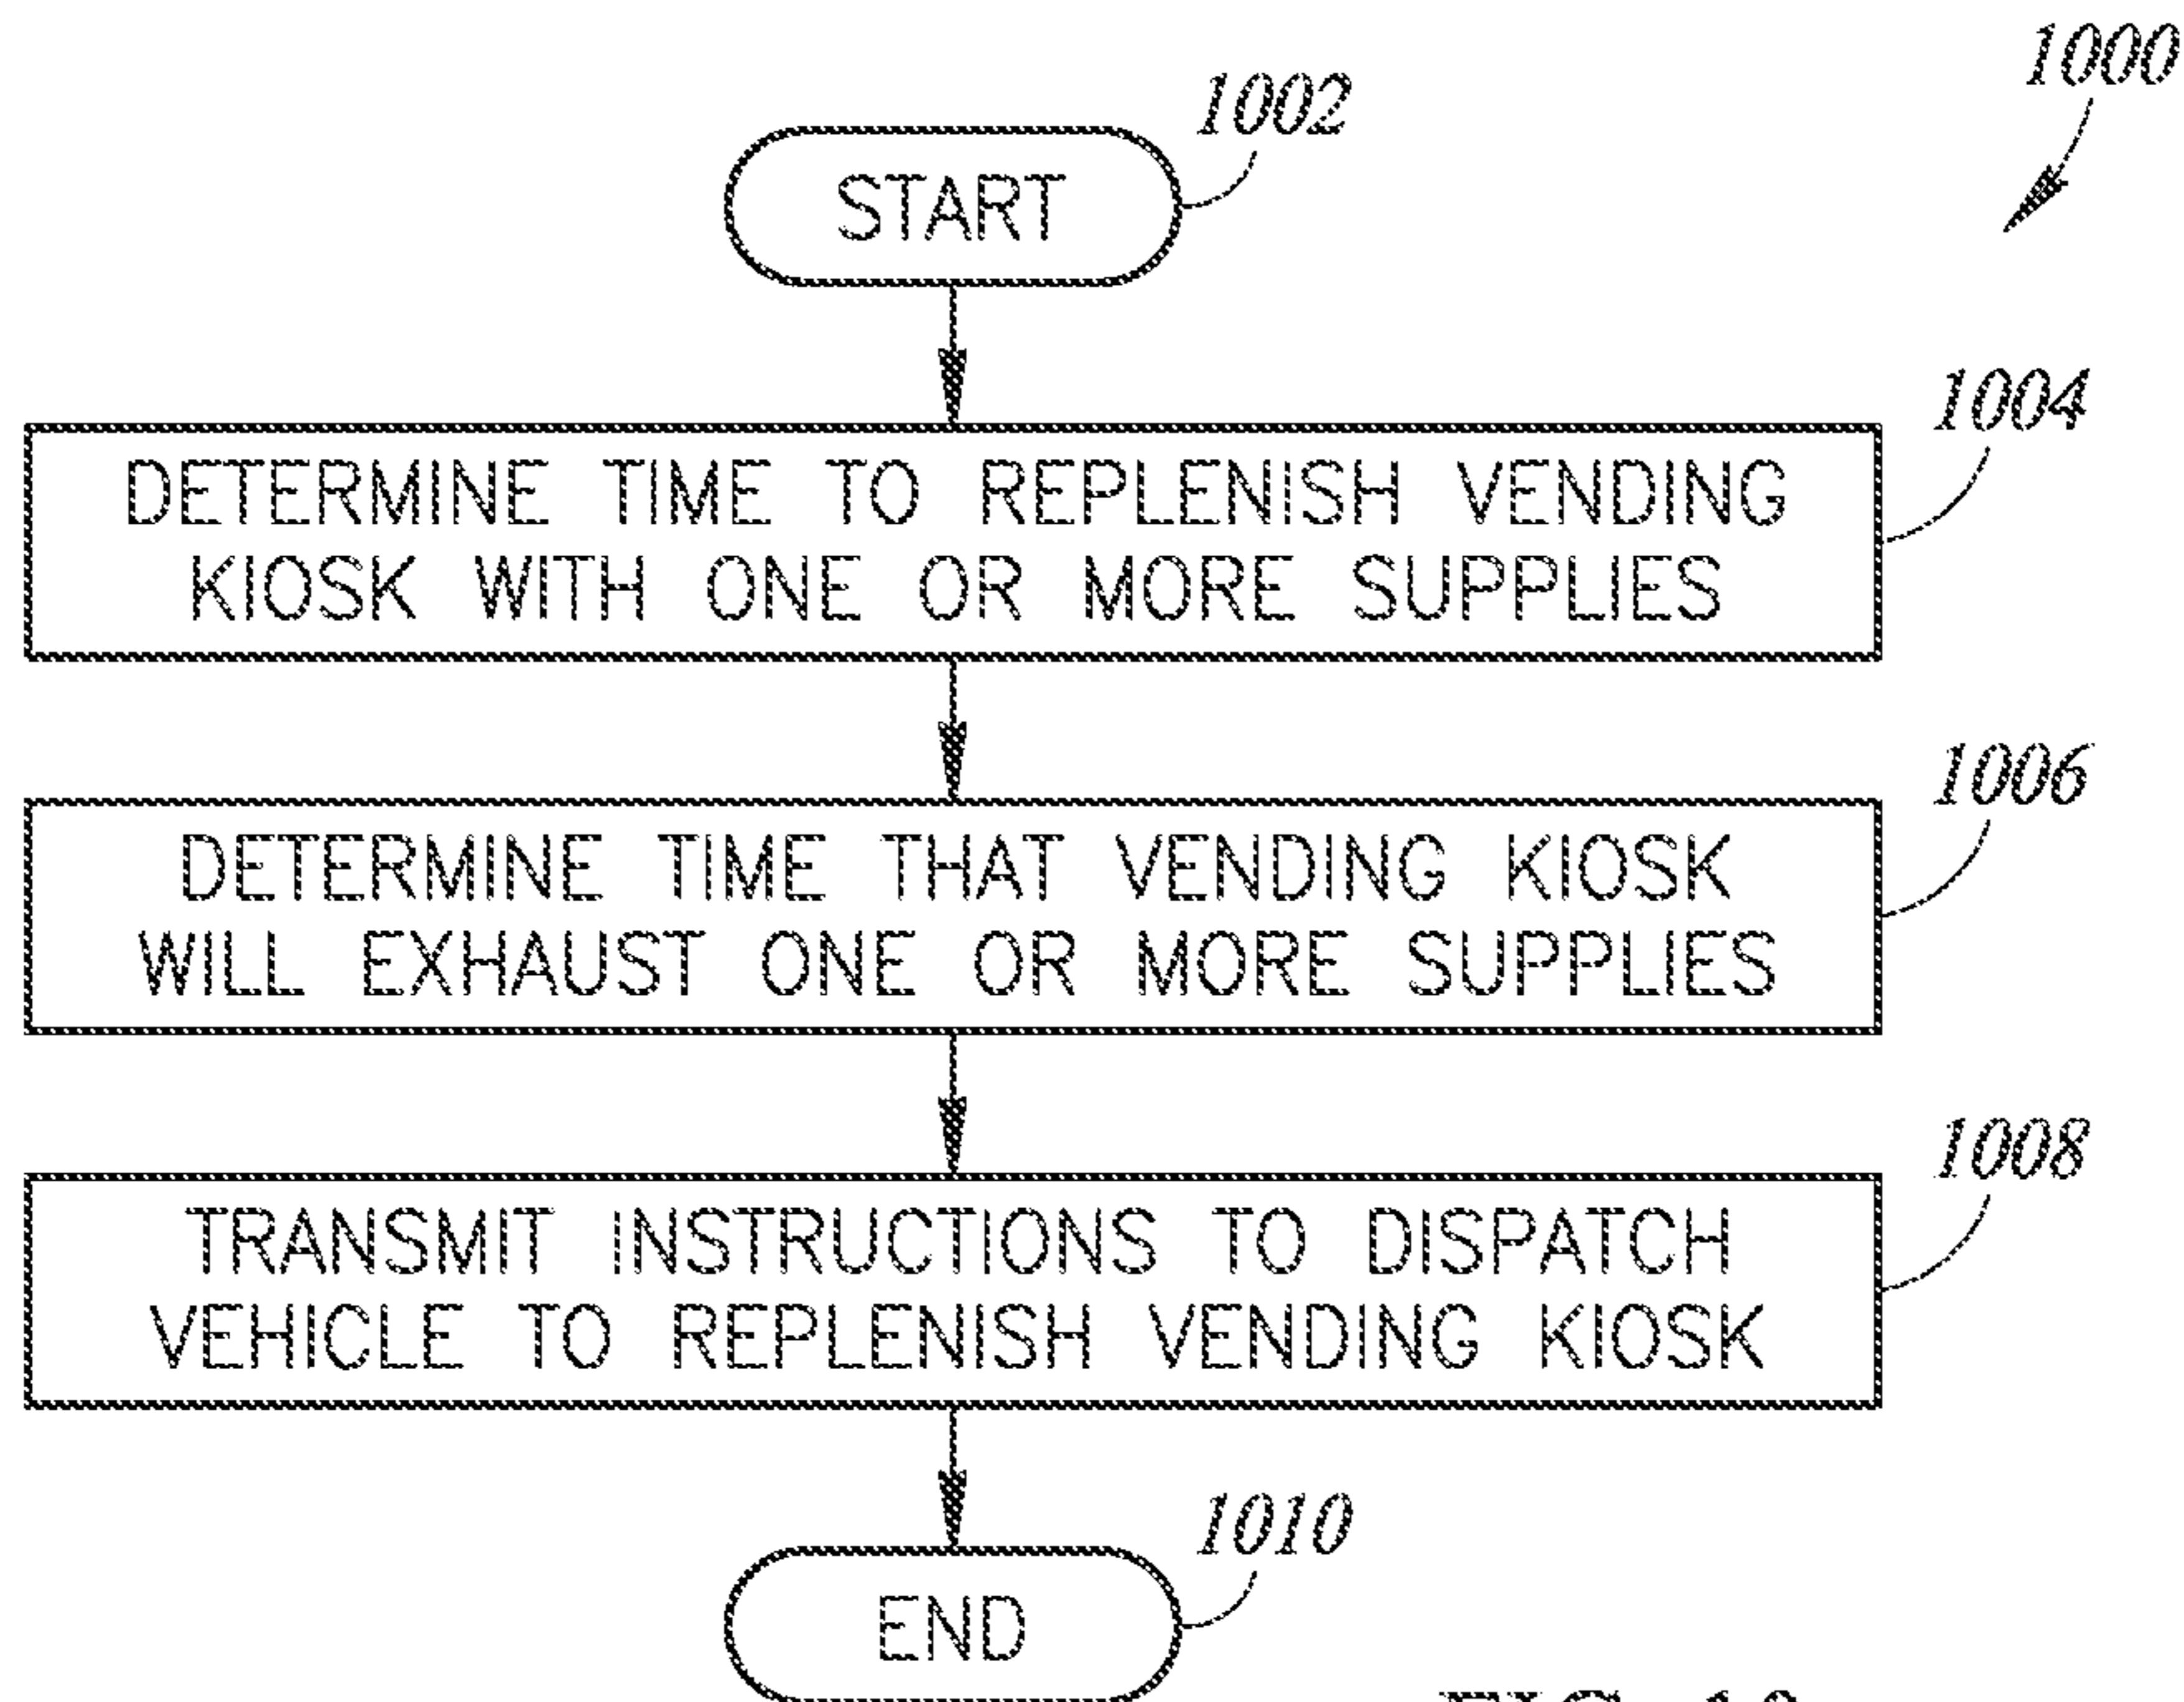 1000
1002
START
1004
DETERMINE TIME TO REPLENISH VENDING
KIOSK WITH ONE OR MORE SUPPLIES
1006
DETERMINE TIME THAT VENDING KIOSK
WILL EXHAUST ONE OR MORE SUPPLIES
1008
TRANSMIT INSTRUCTIONS TO DISPATCH
VEHICLE TO REPLENISH VENDING KIOSK
1010
END